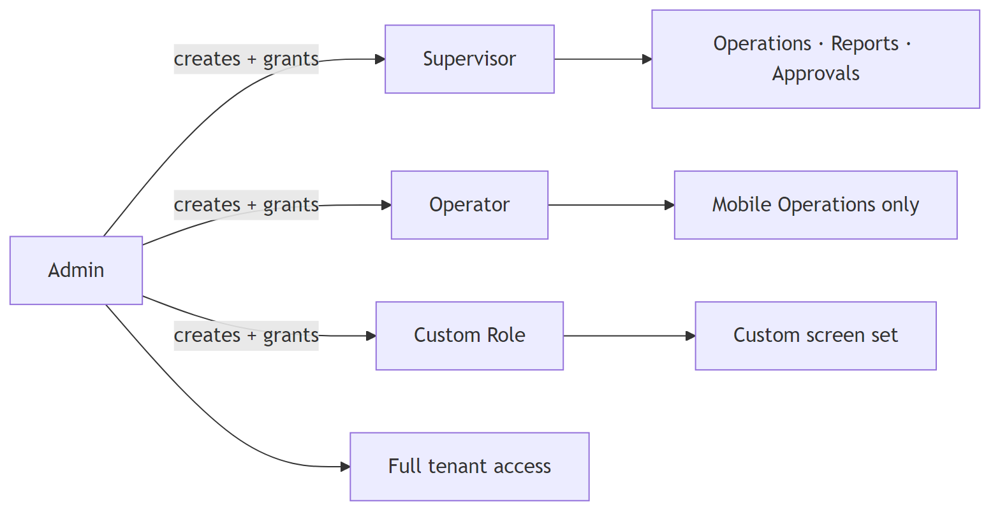 creates + grants
Supervisor
Operations · Reports ·
Approvals
creates + grants
Operator
Mobile Operations only
Admin
creates + grants
Custom Role
Custom screen set
Full tenant access